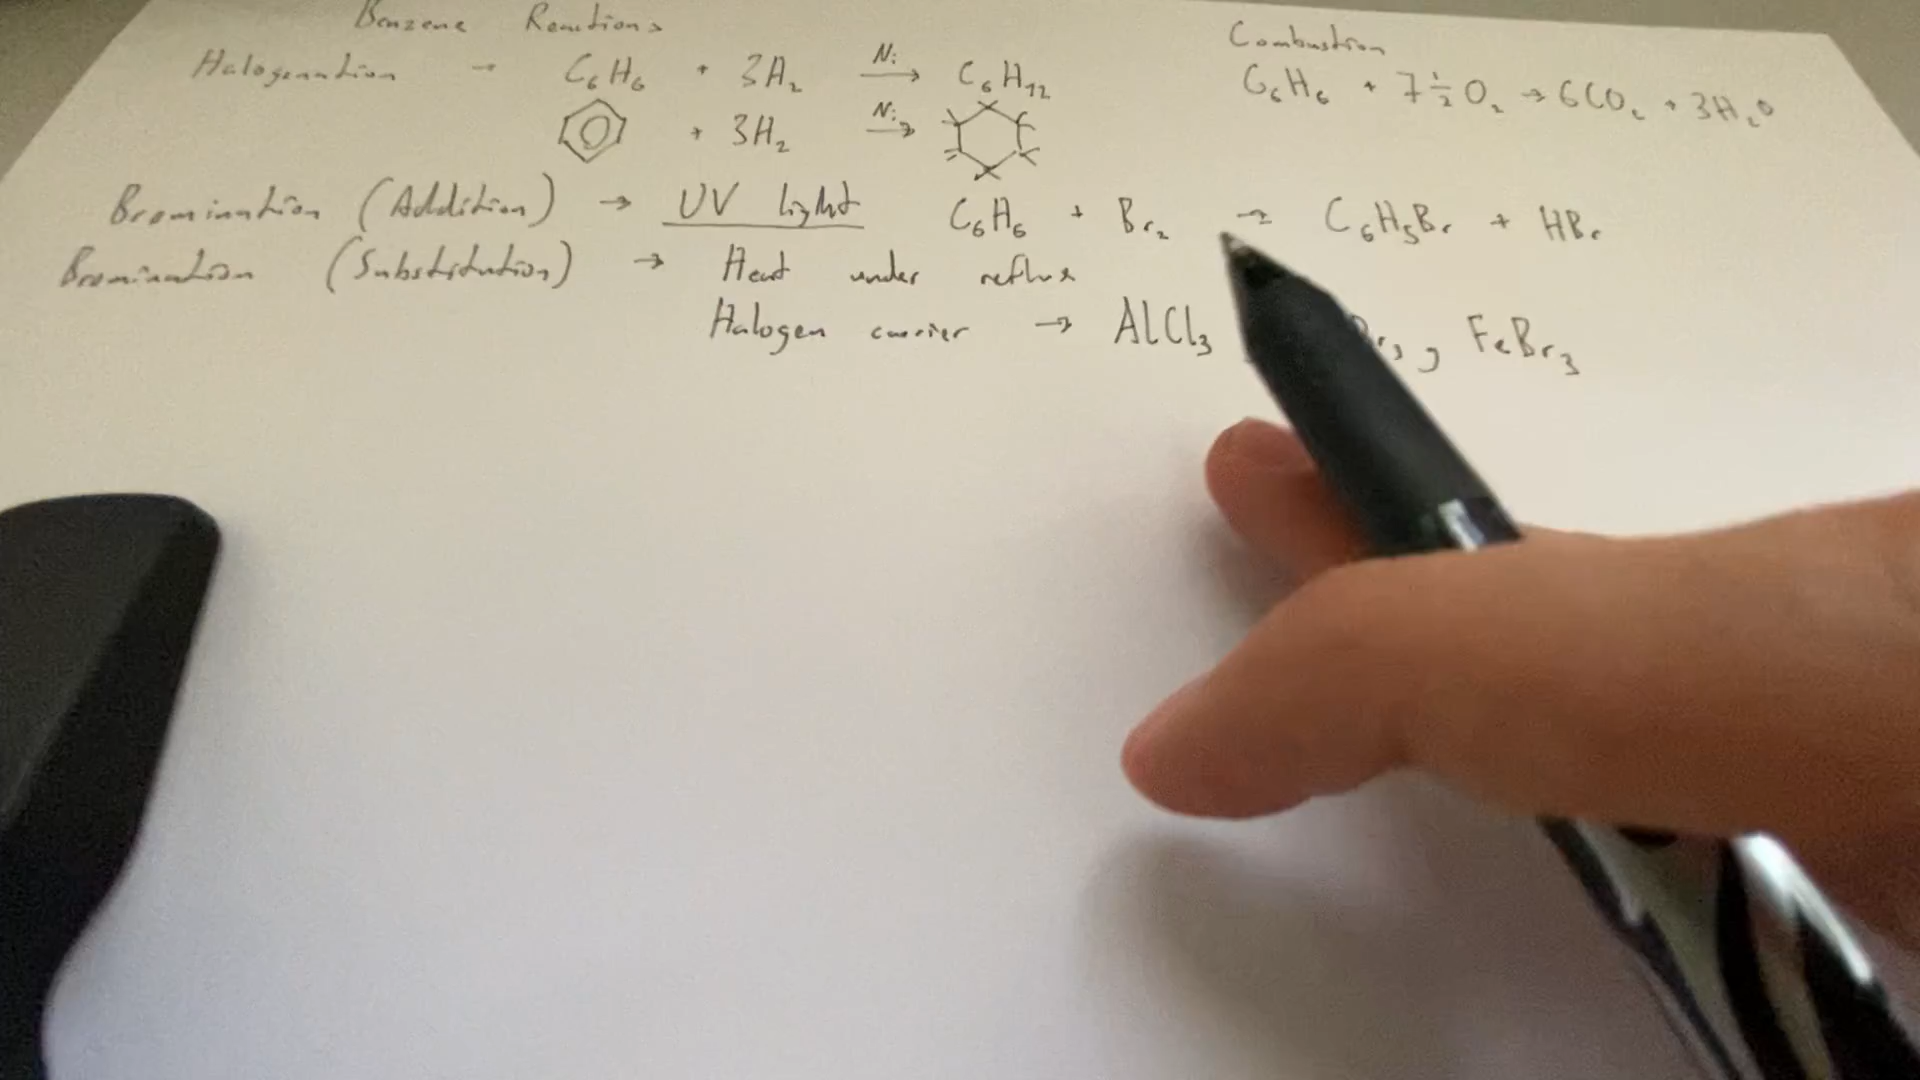 Benzene Reactions
Halogenation → C₆H₆ + 3H₂ Ni → C₆H₁₂
+ 3H₂ Ni →
Combustion
C₆H₆ + 7½O₂ → 6CO₂ + 3H₂O
Bromination (Addition) → UV light C₆H₆ + Br₂ → C₆H₅Br + HBr
Bromination (Substitution) → Heat under reflux
Halogen carrier → AlCl₃ , FeBr₃